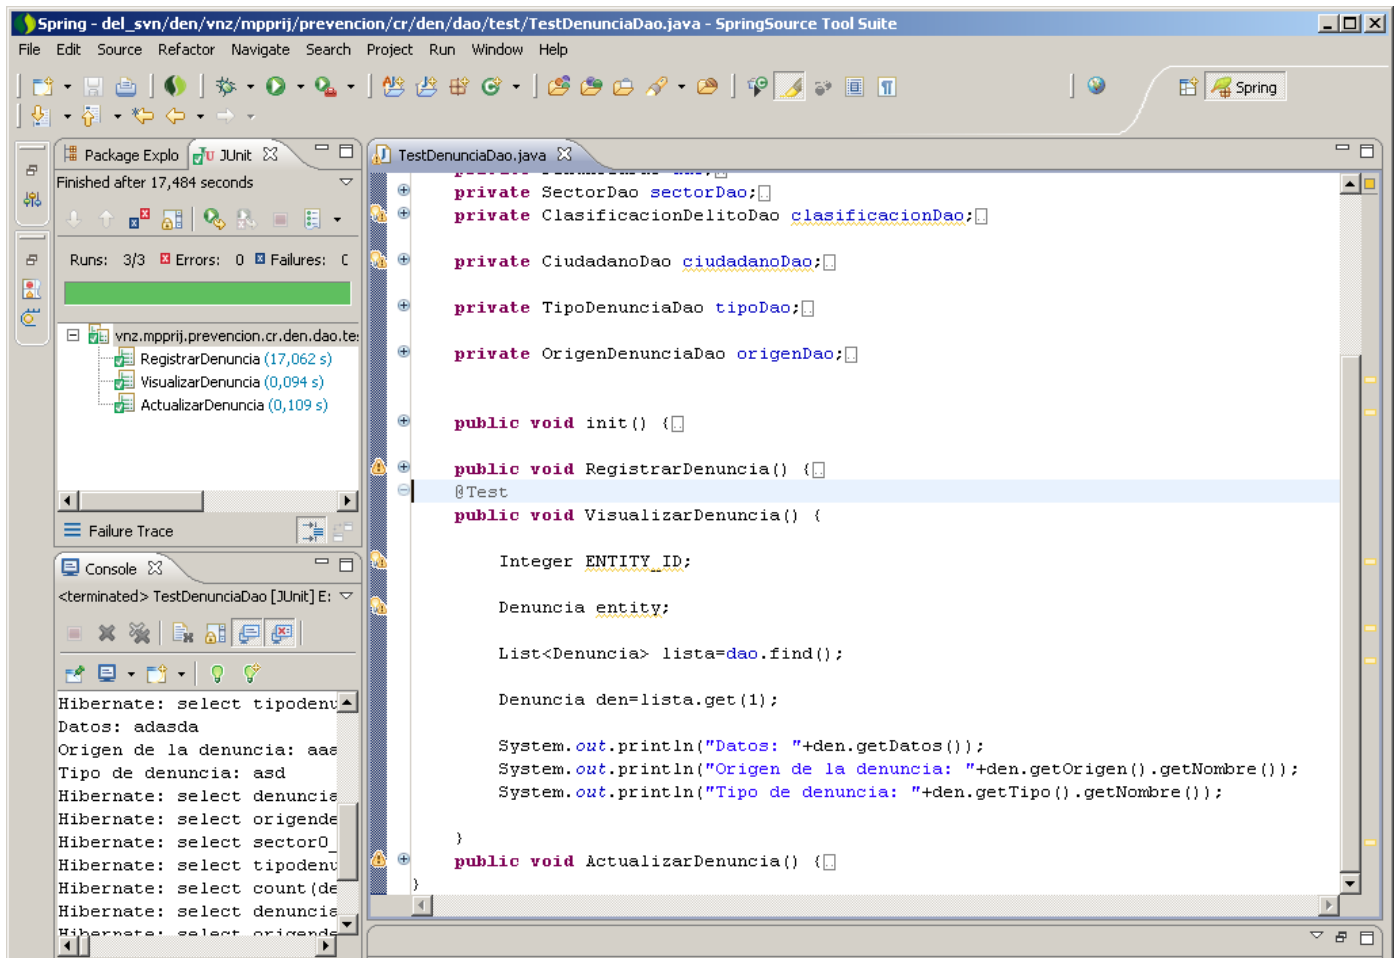 Spring - del_svn/den/vnz/mpprij/prevencion/cr/den/dao/test/TestDenunciaDao.java - SpringSource Tool Suite
File Edit Source Refactor Navigate Search Project Run Window Help
Spring
Package Explo
JUnit
Finished after 17,484 seconds
Runs: 3/3 Errors: 0 Failures:
vnz.mpprij.prevencion.cr.den.dao.te
RegistrarDenuncia (17,062 s)
VisualizarDenuncia (0,094 s)
ActualizarDenuncia (0,109 s)
Failure Trace
Console
<terminated> TestDenunciaDao [JUnit] E:
Hibernate: select tipodenu
Datos: adasda
Origen de la denuncia: aaa
Tipo de denuncia: asd
Hibernate: select denuncia
Hibernate: select origende
Hibernate: select sector0_
Hibernate: select tipodenu
Hibernate: select count(de
Hibernate: select denuncia
Hibernate: select origende
TestDenunciaDao.java
private SectorDao sectorDao;
private ClasificacionDelitoDao clasificacionDao;
private CiudadanoDao ciudadanoDao;
private TipoDenunciaDao tipoDao;
private OrigenDenunciaDao origenDao;
public void init() {
public void RegistrarDenuncia() {
@Test
public void VisualizarDenuncia() {
Integer ENTITY_ID;
Denuncia entity;
List<Denuncia> lista=dao.find();
Denuncia den=lista.get(1);
System.out.println("Datos: "+den.getDatos());
System.out.println("Origen de la denuncia: "+den.getOrigen().getNombre());
System.out.println("Tipo de denuncia: "+den.getTipo().getNombre());
}
public void ActualizarDenuncia() {
}